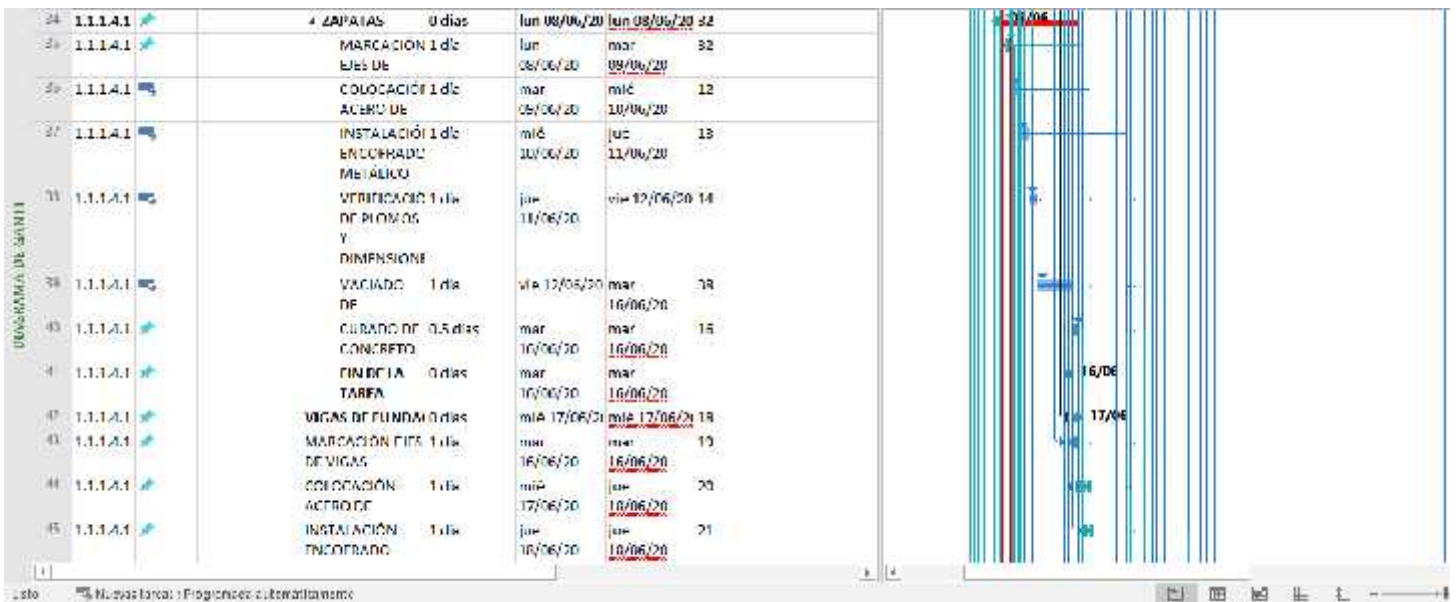 34 1.1.1.4.1 ZAPATAS 0 días lun 08/06/20 lun 08/06/20 32
35 1.1.1.4.1 MARCACIÓN 1 día lun mar 32
EJES DE 08/06/20 09/06/20
36 1.1.1.4.1 COLOCACIÓN 1 día mar mié 12
ACERO DE 09/06/20 10/06/20
37 1.1.1.4.1 INSTALACIÓN 1 día mié jue 13
ENCOFRADO 10/06/20 11/06/20
METÁLICO
38 1.1.1.4.1 VERIFICACIÓ 1 día jue vie 12/06/20 14
DE PLOMOS 11/06/20
Y
DIMENSIONE
39 1.1.1.4.1 VACIADO 1 día vie 12/06/20 mar 38
DE 16/06/20
40 1.1.1.4.1 CURADO DE 0.5 días mar mar 16
CONCRETO 16/06/20 16/06/20
41 1.1.1.4.1 FIN DE LA 0 días mar mar
TAREA 16/06/20 16/06/20
42 1.1.1.4.1 VIGAS DE FUNDA 0 días mié 17/06/2 mié 17/06/2 18
43 1.1.1.4.1 MARCACIÓN EJES 1 día mar mar 19
DE VIGAS 16/06/20 16/06/20
44 1.1.1.4.1 COLOCACIÓN 1 día mié jue 20
ACERO DE 17/06/20 18/06/20
45 1.1.1.4.1 INSTALACIÓN 1 día jue jue 21
ENCOFRADO 18/06/20 18/06/20
DIAGRAMA DE GANTT
16/06
17/06
Listo Nuevas tareas : Programada automáticamente